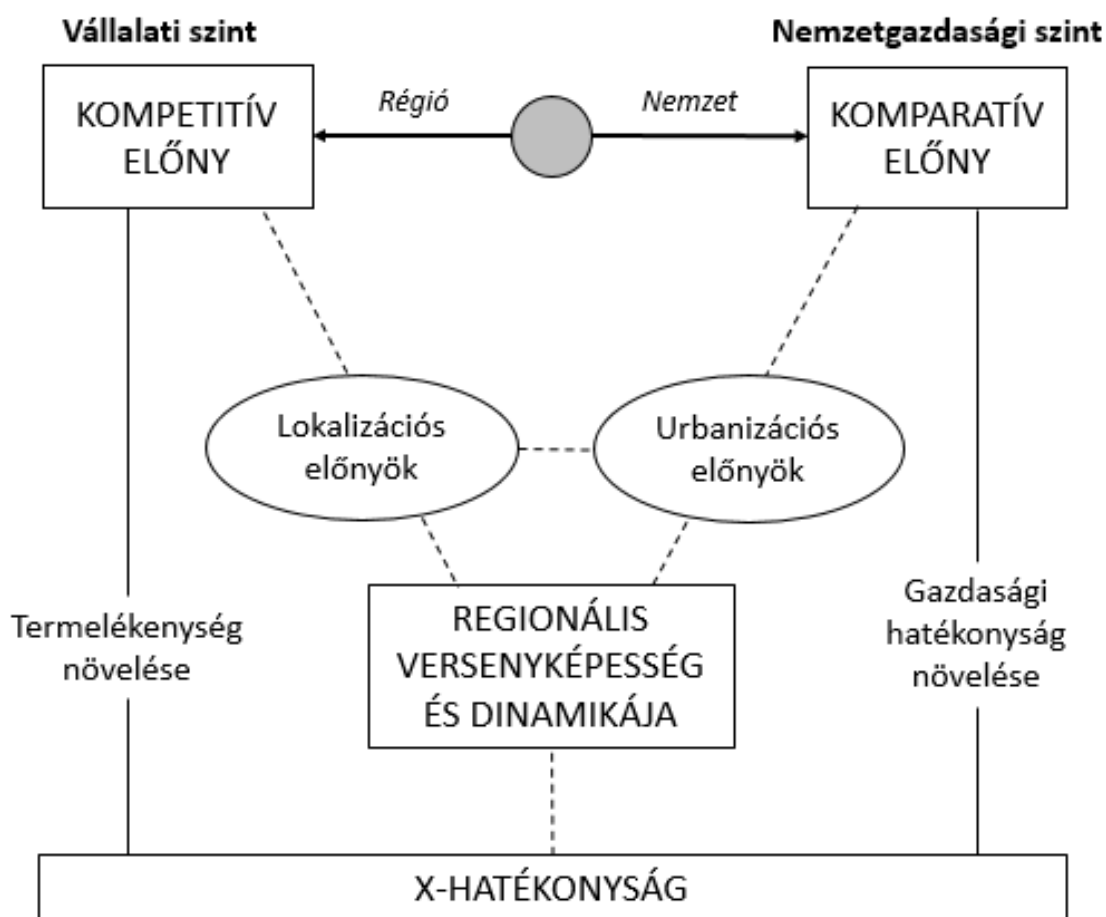 Vállalati szint
Nemzetgazdasági szint
KOMPETITÍV
ELŐNY
Régió
Nemzet
KOMPARATÍV
ELŐNY
Lokalizációs
előnyök
Urbanizációs
előnyök
Termelékenység
növelése
REGIONÁLIS
VERSENYKÉPESSÉG
ÉS DINAMIKÁJA
Gazdasági
hatékonyság
növelése
X-HATÉKONYSÁG